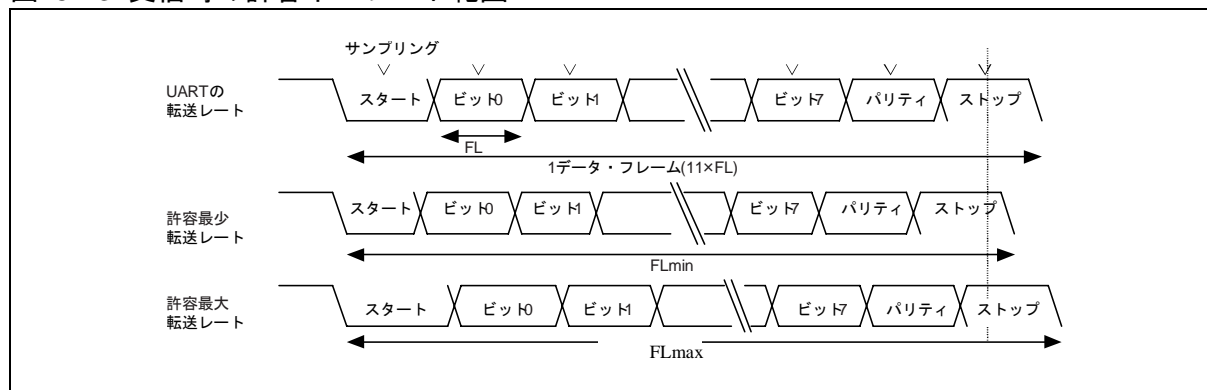 サンプリング
UARTの
転送レート
スタート ビット0 ビット1 ビット7 パリティ ストップ
FL
1データ・フレーム(11×FL)
許容最少
転送レート
スタート ビット0 ビット1 ビット7 パリティ ストップ
FLmin
許容最大
転送レート
スタート ビット0 ビット1 ビット7 パリティ ストップ
FLmax